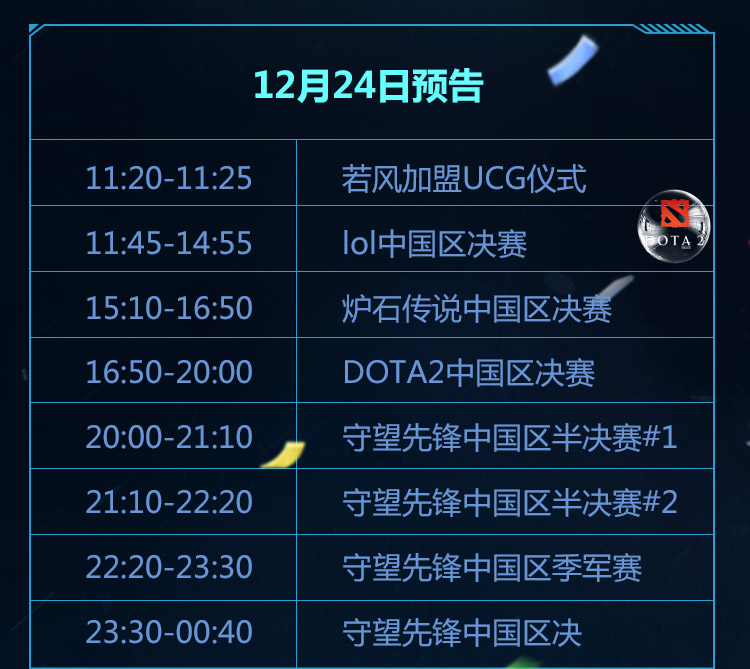 12月24日预告
11:20-11:25 若风加盟UCG仪式
11:45-14:55 lol中国区决赛
DOTA 2
15:10-16:50 炉石传说中国区决赛
16:50-20:00 DOTA2中国区决赛
20:00-21:10 守望先锋中国区半决赛#1
21:10-22:20 守望先锋中国区半决赛#2
22:20-23:30 守望先锋中国区季军赛
23:30-00:40 守望先锋中国区决